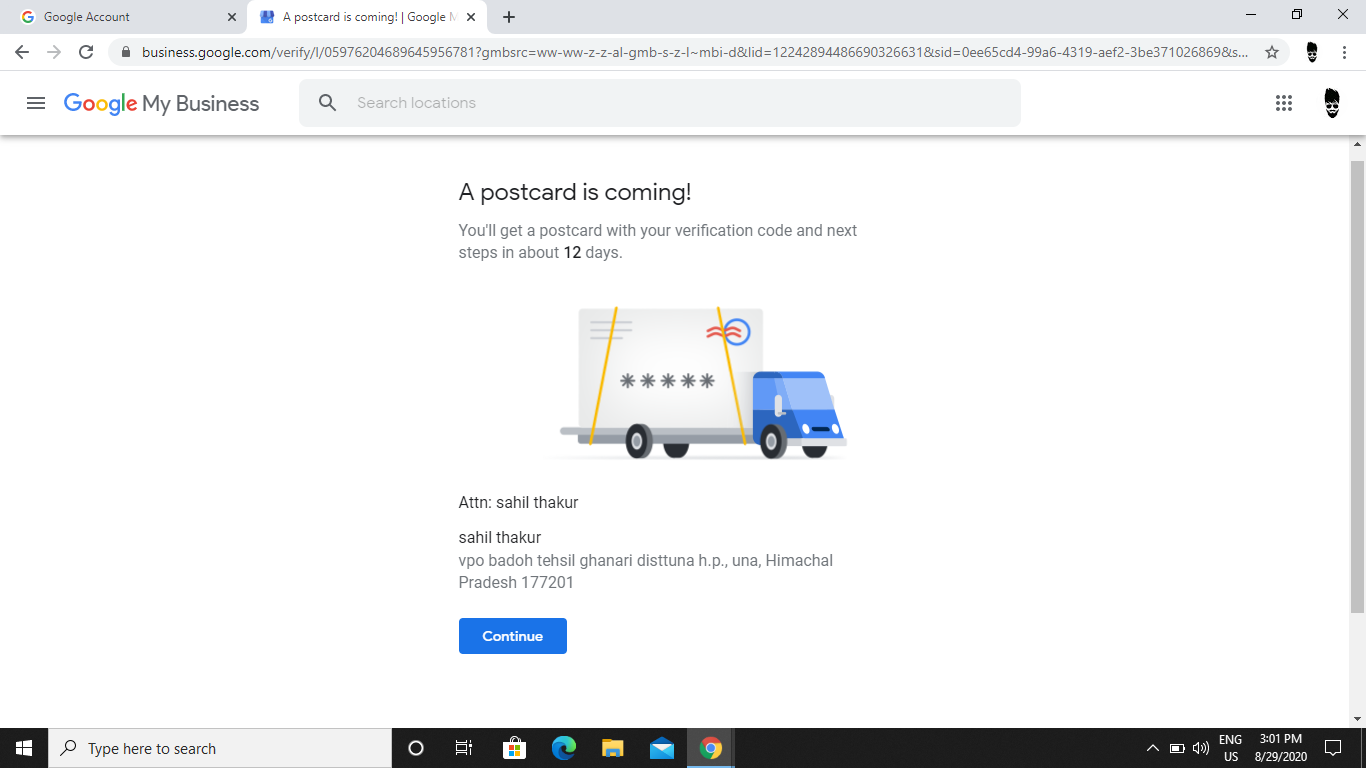 Google Account
A postcard is coming! | Google M
business.google.com/verify/l/05976204689645956781?gmbsrc=ww-ww-z-z-al-gmb-s-z-l~mbi-d&lid=12242894486690326631&sid=0ee65cd4-99a6-4319-aef2-3be371026869&s...
Google My Business
Search locations
A postcard is coming!
You'll get a postcard with your verification code and next
steps in about 12 days.
*****
Attn: sahil thakur
sahil thakur
vpo badoh tehsil ghanari disttuna h.p., una, Himachal
Pradesh 177201
Continue
Type here to search
ENG
US
3:01 PM
8/29/2020